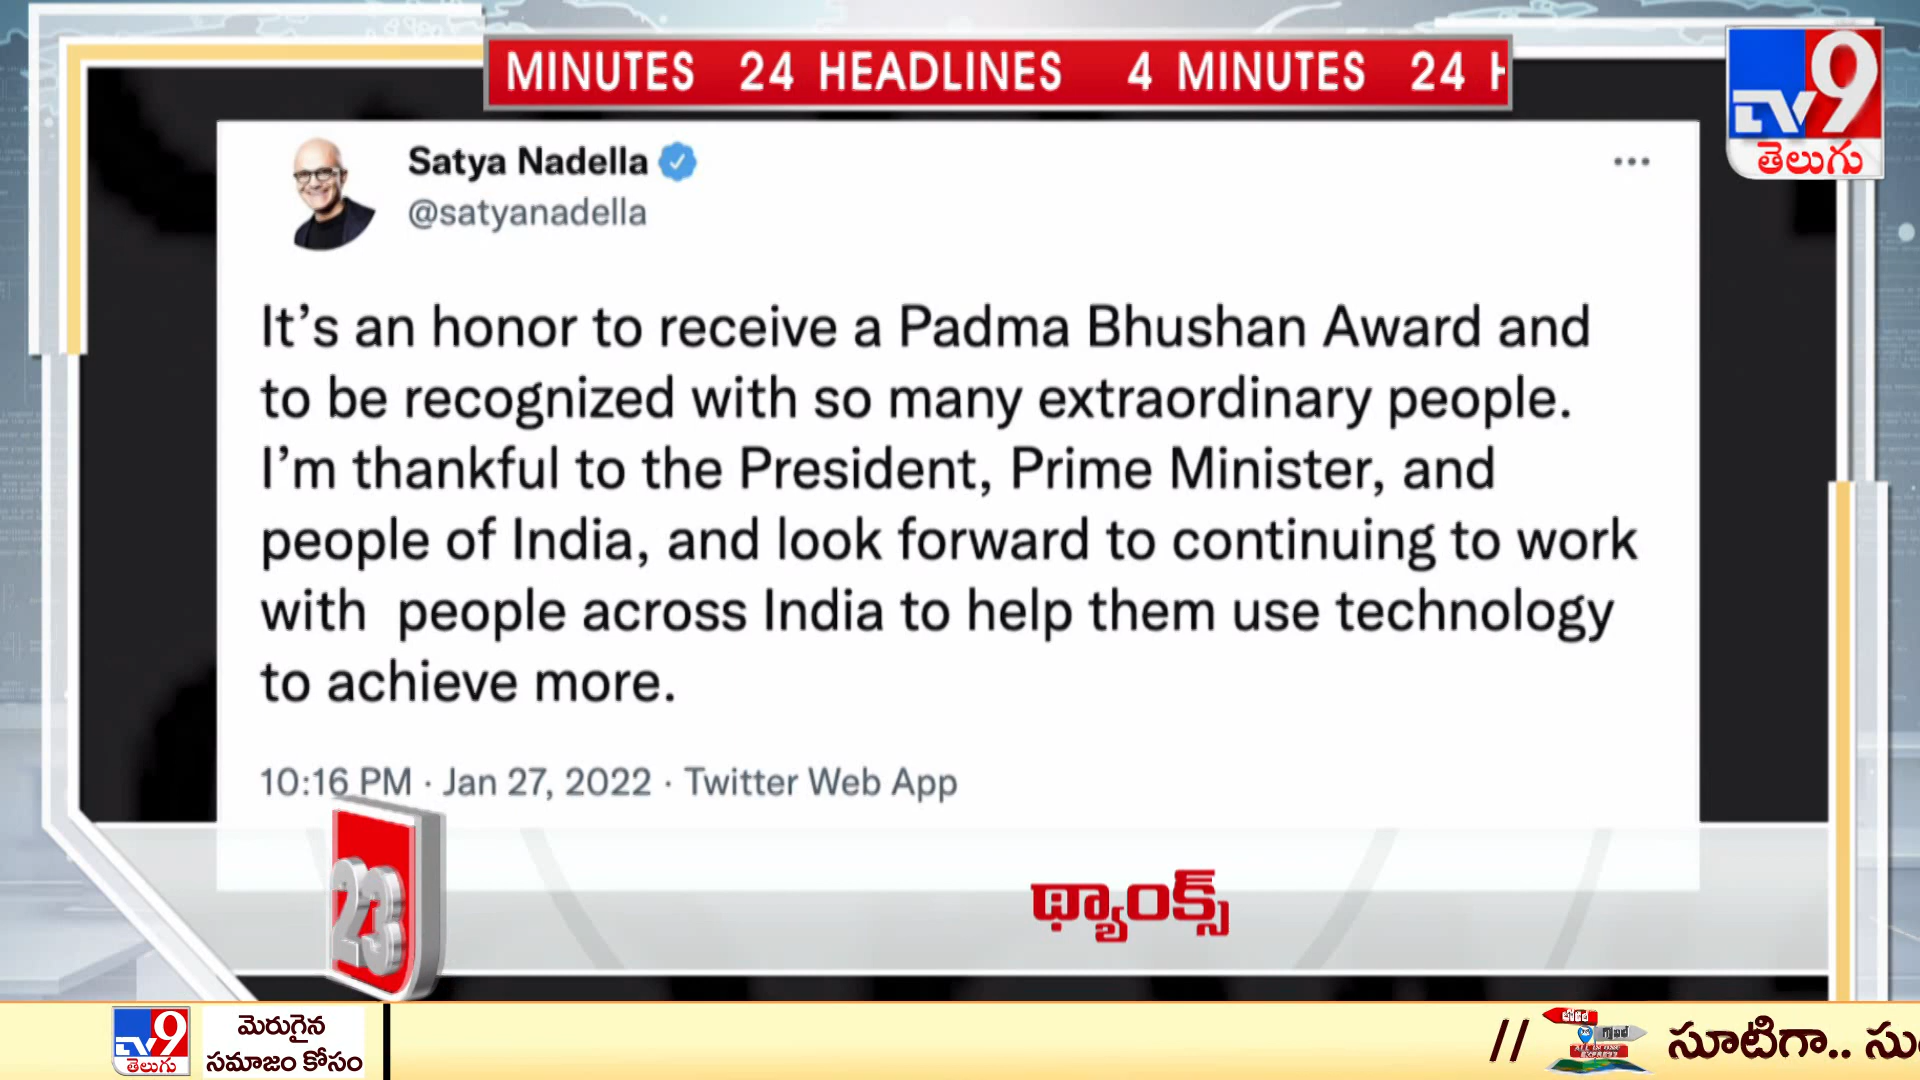 MINUTES 24 HEADLINES 4 MINUTES 24 H
TV9
తెలుగు
Satya Nadella
@satyanadella
It's an honor to receive a Padma Bhushan Award and
to be recognized with so many extraordinary people.
I'm thankful to the President, Prime Minister, and
people of India, and look forward to continuing to work
with people across India to help them use technology
to achieve more.
10:16 PM · Jan 27, 2022 · Twitter Web App
23
థ్యాంక్స్
TV9
తెలుగు
మెరుగైన
సమాజం కోసం
// సూటిగా.. సు